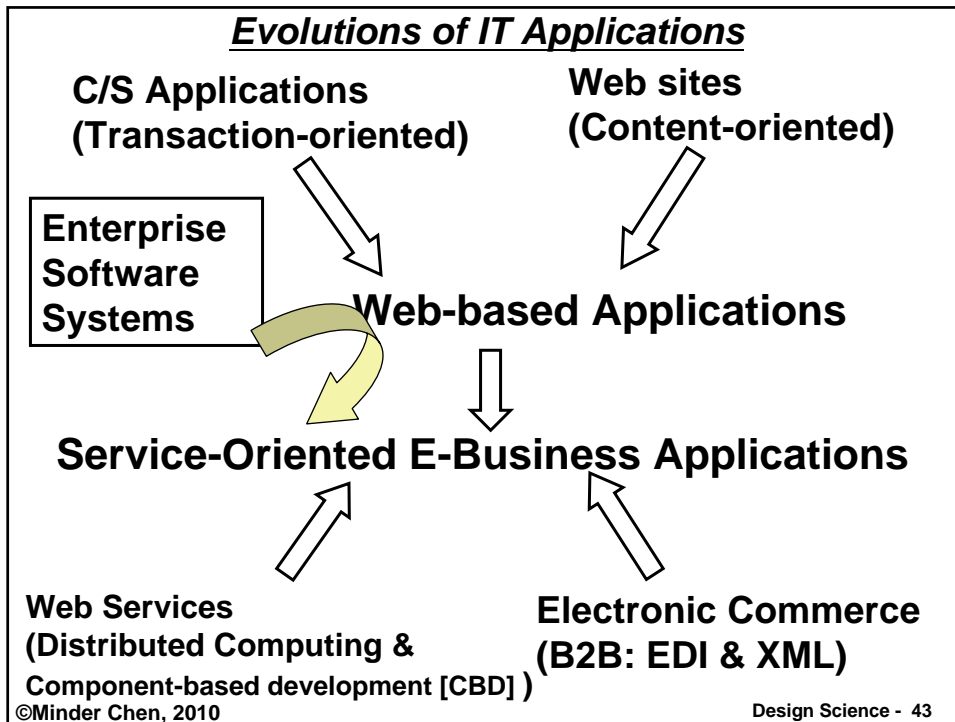 Evolutions of IT Applications
C/S Applications
(Transaction-oriented)
Web sites
(Content-oriented)
Enterprise
Software
Systems
Web-based Applications
Service-Oriented E-Business Applications
Web Services
(Distributed Computing &
Component-based development [CBD] )
Electronic Commerce
(B2B: EDI & XML)
©Minder Chen, 2010
Design Science - 43